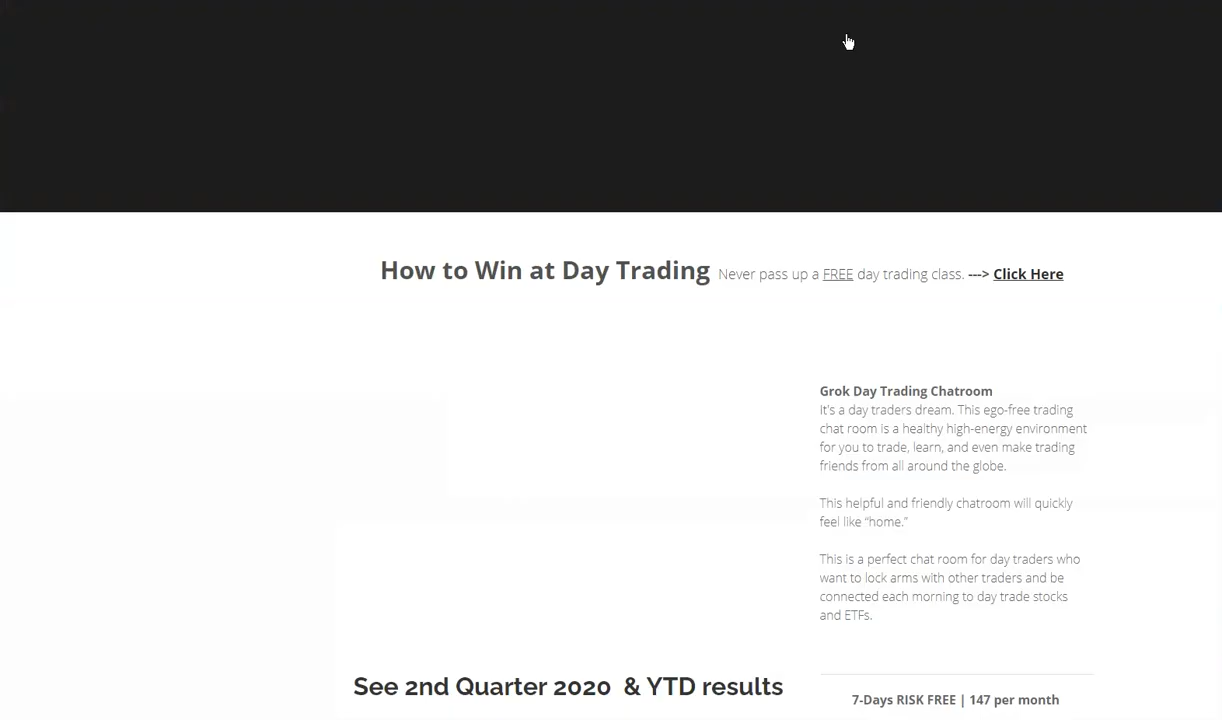 How to Win at Day Trading Never pass up a FREE day trading class. ---> Click Here
Grok Day Trading Chatroom
It's a day traders dream. This ego-free trading
chat room is a healthy high-energy environment
for you to trade, learn, and even make trading
friends from all around the globe.
This helpful and friendly chatroom will quickly
feel like “home.”
This is a perfect chat room for day traders who
want to lock arms with other traders and be
connected each morning to day trade stocks
and ETFs.
See 2nd Quarter 2020 & YTD results
7-Days RISK FREE | 147 per month